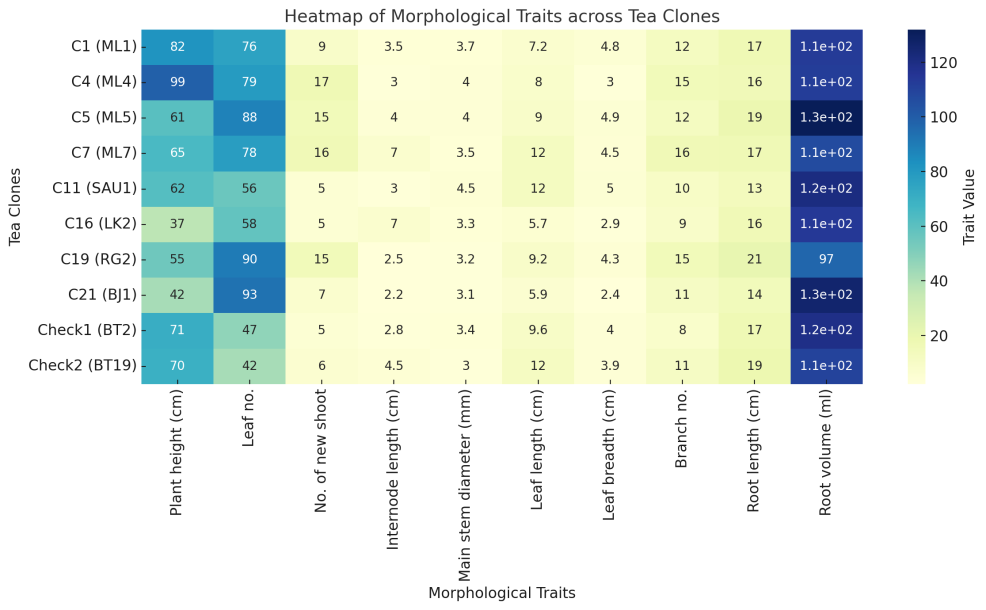 Heatmap of Morphological Traits across Tea Clones
C1 (ML1) 82 76 9 3.5 3.7 7.2 4.8 12 17 1.1e+02
C4 (ML4) 99 79 17 3 4 8 3 15 16 1.1e+02
C5 (ML5) 61 88 15 4 4 9 4.9 12 19 1.3e+02
C7 (ML7) 65 78 16 7 3.5 12 4.5 16 17 1.1e+02
C11 (SAU1) 62 56 5 3 4.5 12 5 10 13 1.2e+02
C16 (LK2) 37 58 5 7 3.3 5.7 2.9 9 16 1.1e+02
C19 (RG2) 55 90 15 2.5 3.2 9.2 4.3 15 21 97
C21 (BJ1) 42 93 7 2.2 3.1 5.9 2.4 11 14 1.3e+02
Check1 (BT2) 71 47 5 2.8 3.4 9.6 4 8 17 1.2e+02
Check2 (BT19) 70 42 6 4.5 3 12 3.9 11 19 1.1e+02
Tea Clones
Plant height (cm)
Leaf no.
No. of new shoot
Internode length (cm)
Main stem diameter (mm)
Leaf length (cm)
Leaf breadth (cm)
Branch no.
Root length (cm)
Root volume (ml)
Morphological Traits
120
100
80
60
40
20
Trait Value